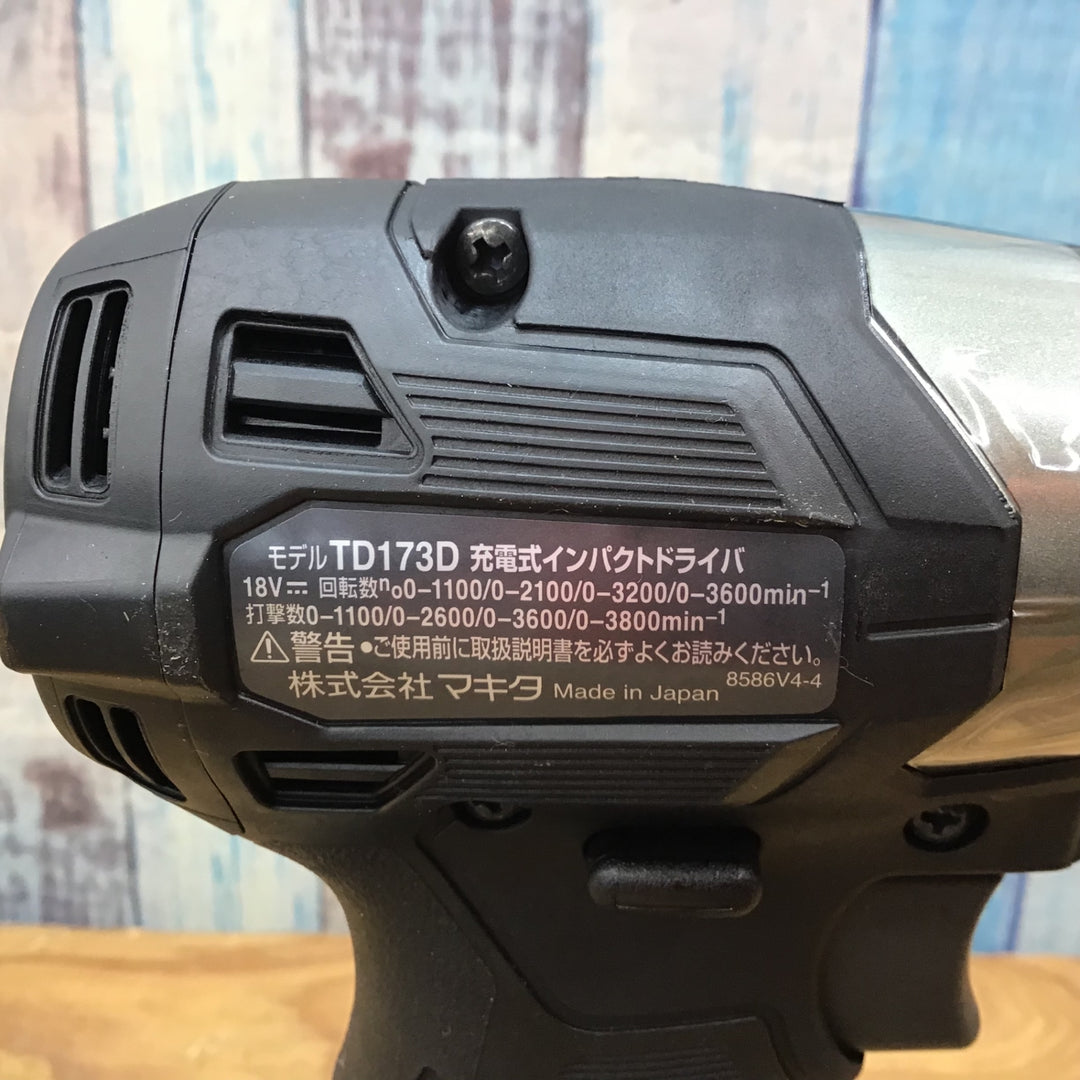 モデルTD173D 充電式インパクトドライバ
18V⎓ 回転数n₀0-1100/0-2100/0-3200/0-3600min⁻¹
打撃数0-1100/0-2600/0-3600/0-3800min⁻¹
⚠警告 •ご使用前に取扱説明書を必ずよくお読みください。
株式会社マキタ Made in Japan 8586V4-4